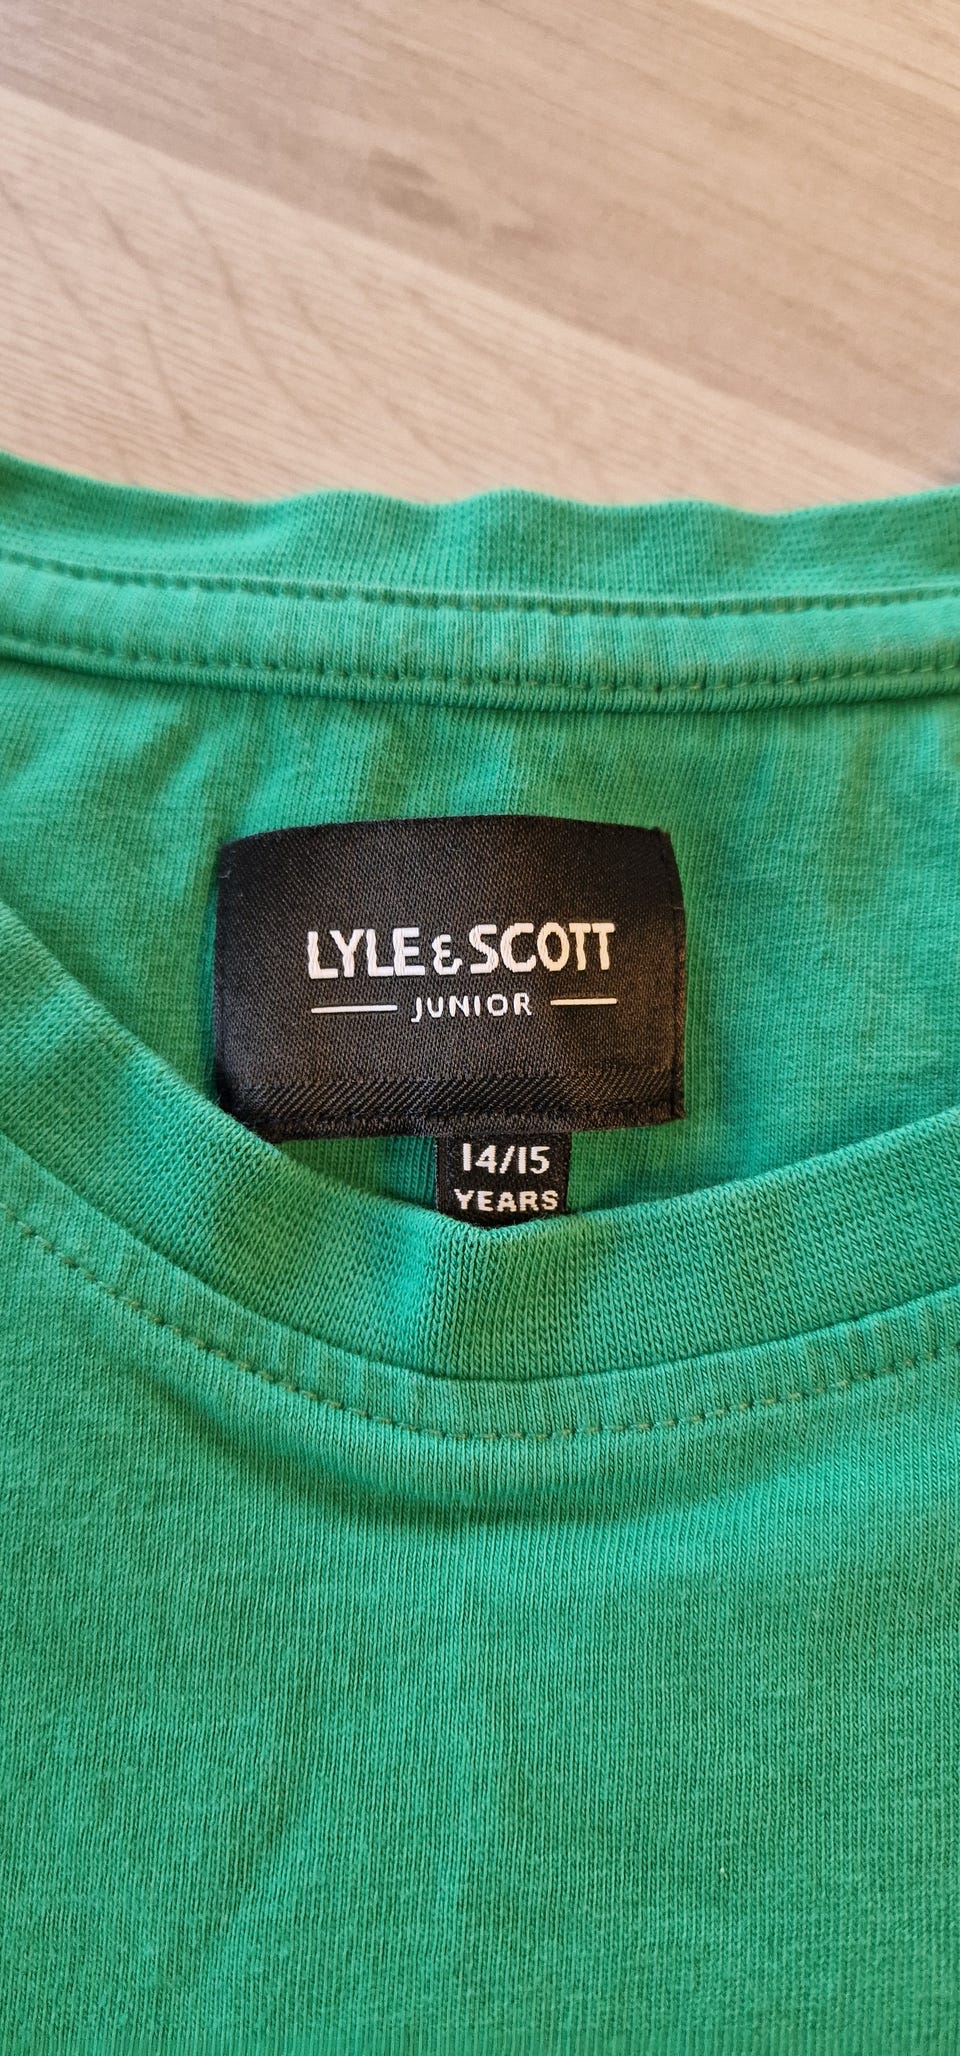 LYLE & SCOTT
JUNIOR
14/15
YEARS